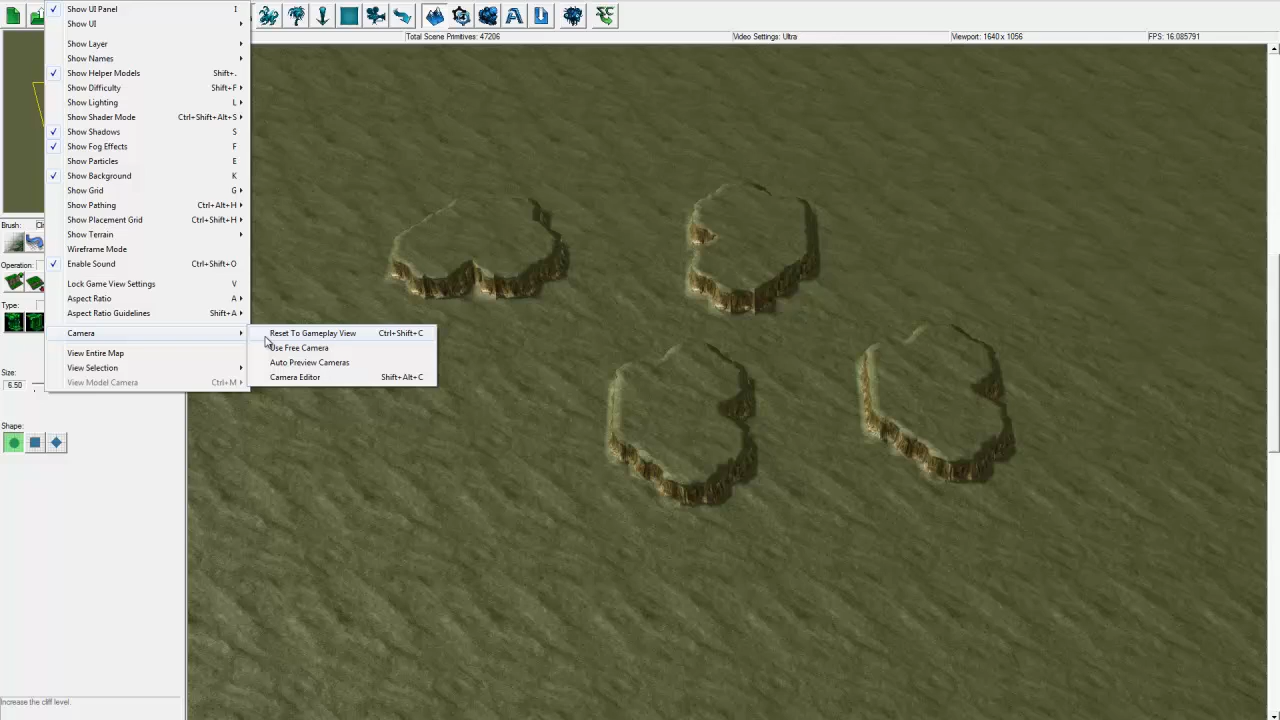 Total Scene Primitives: 47206
Video Settings: Ultra
Viewport: 1640 x 1056
FPS: 16.085791
Show UI Panel I
Show UI
Show Layer
Show Names
Show Helper Models Shift+.
Show Difficulty Shift+F
Show Lighting L
Show Shader Mode Ctrl+Shift+Alt+S
Show Shadows S
Show Fog Effects F
Show Particles E
Show Background K
Show Grid G
Show Pathing Ctrl+Alt+H
Show Placement Grid Ctrl+Shift+H
Show Terrain
Wireframe Mode
Enable Sound Ctrl+Shift+O
Lock Game View Settings V
Aspect Ratio A
Aspect Ratio Guidelines Shift+A
Camera
View Entire Map
View Selection
View Model Camera Ctrl+M
Reset To Gameplay View Ctrl+Shift+C
Use Free Camera
Auto Preview Cameras
Camera Editor Shift+Alt+C
Brush:
Operation:
Type:
Size:
6.50
Shape:
Increase the cliff level.